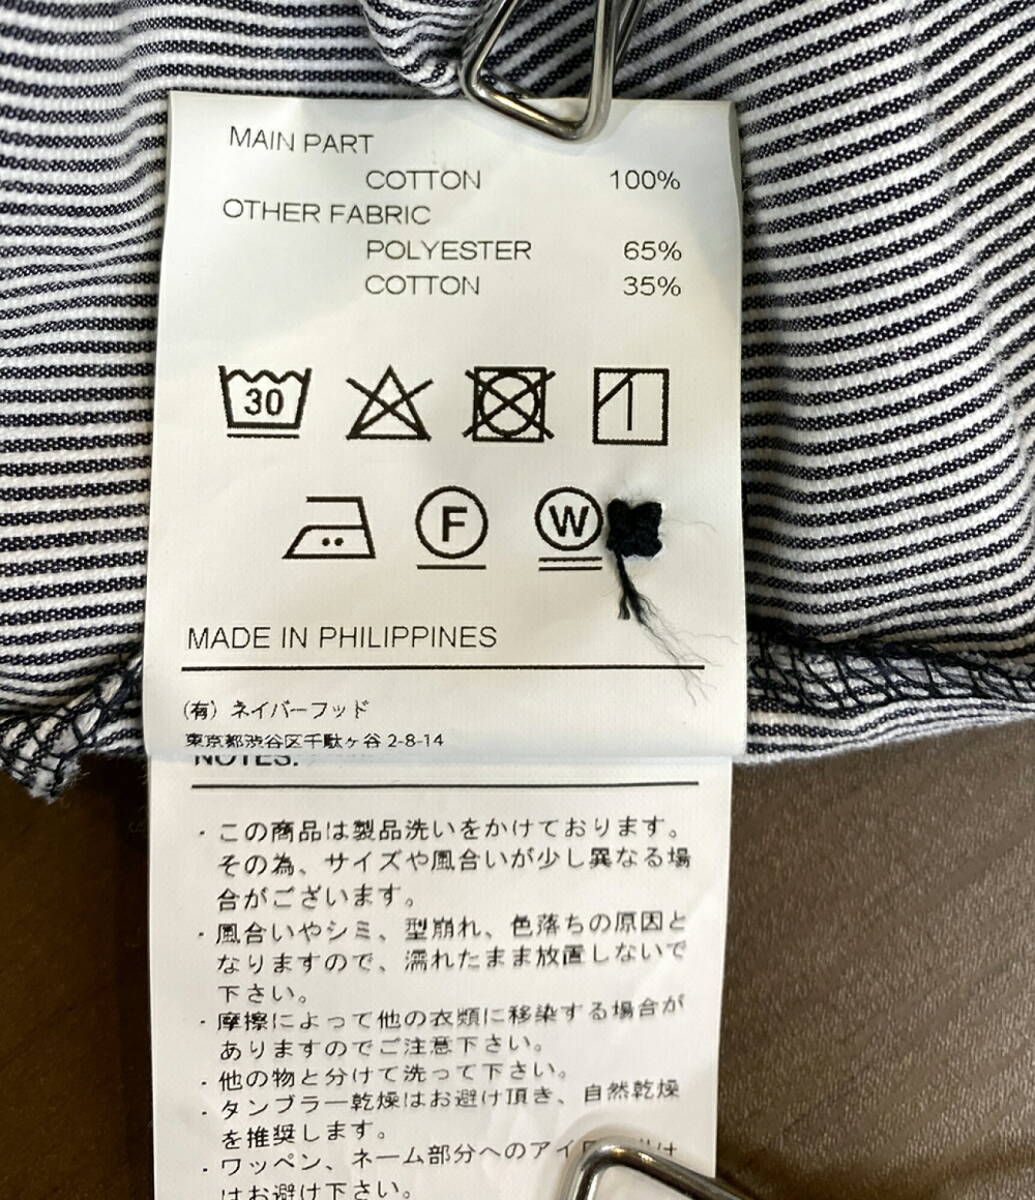 MAIN PART
COTTON 100%
OTHER FABRIC
POLYESTER 65%
COTTON 35%
30
F
W
MADE IN PHILIPPINES
(有) ネイバーフッド
東京都渋谷区千駄ヶ谷 2-8-14
NOTES:
・この商品は製品洗いをかけております。
その為、サイズや風合いが少し異なる場
合がございます。
・風合いやシミ、型崩れ、色落ちの原因と
なりますので、濡れたまま放置しないで
下さい。
・摩擦によって他の衣類に移染する場合が
ありますのでご注意下さい。
・他の物と分けて洗って下さい。
・タンブラー乾燥はお避け頂き、自然乾燥
を推奨します。
・ワッペン、ネーム部分へのアイ
はお避け下さい。